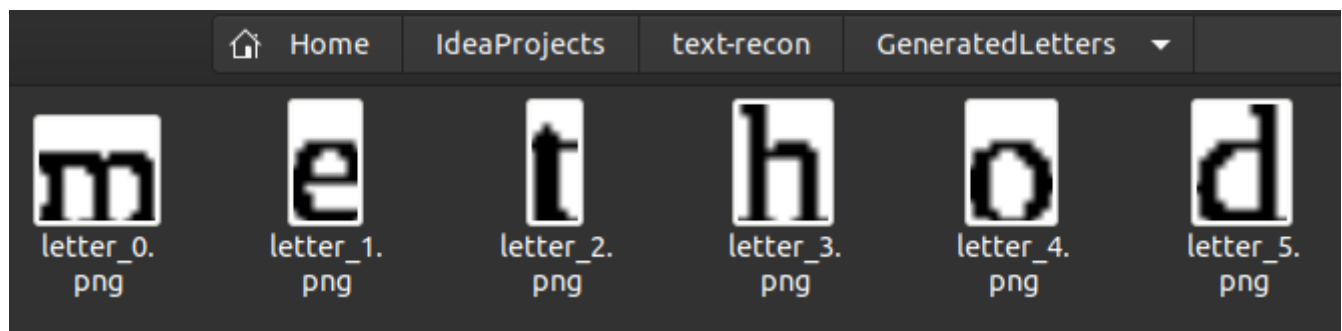 Home IdeaProjects text-recon GeneratedLetters
m e t h o d
letter_0. letter_1. letter_2. letter_3. letter_4. letter_5.
png png png png png png